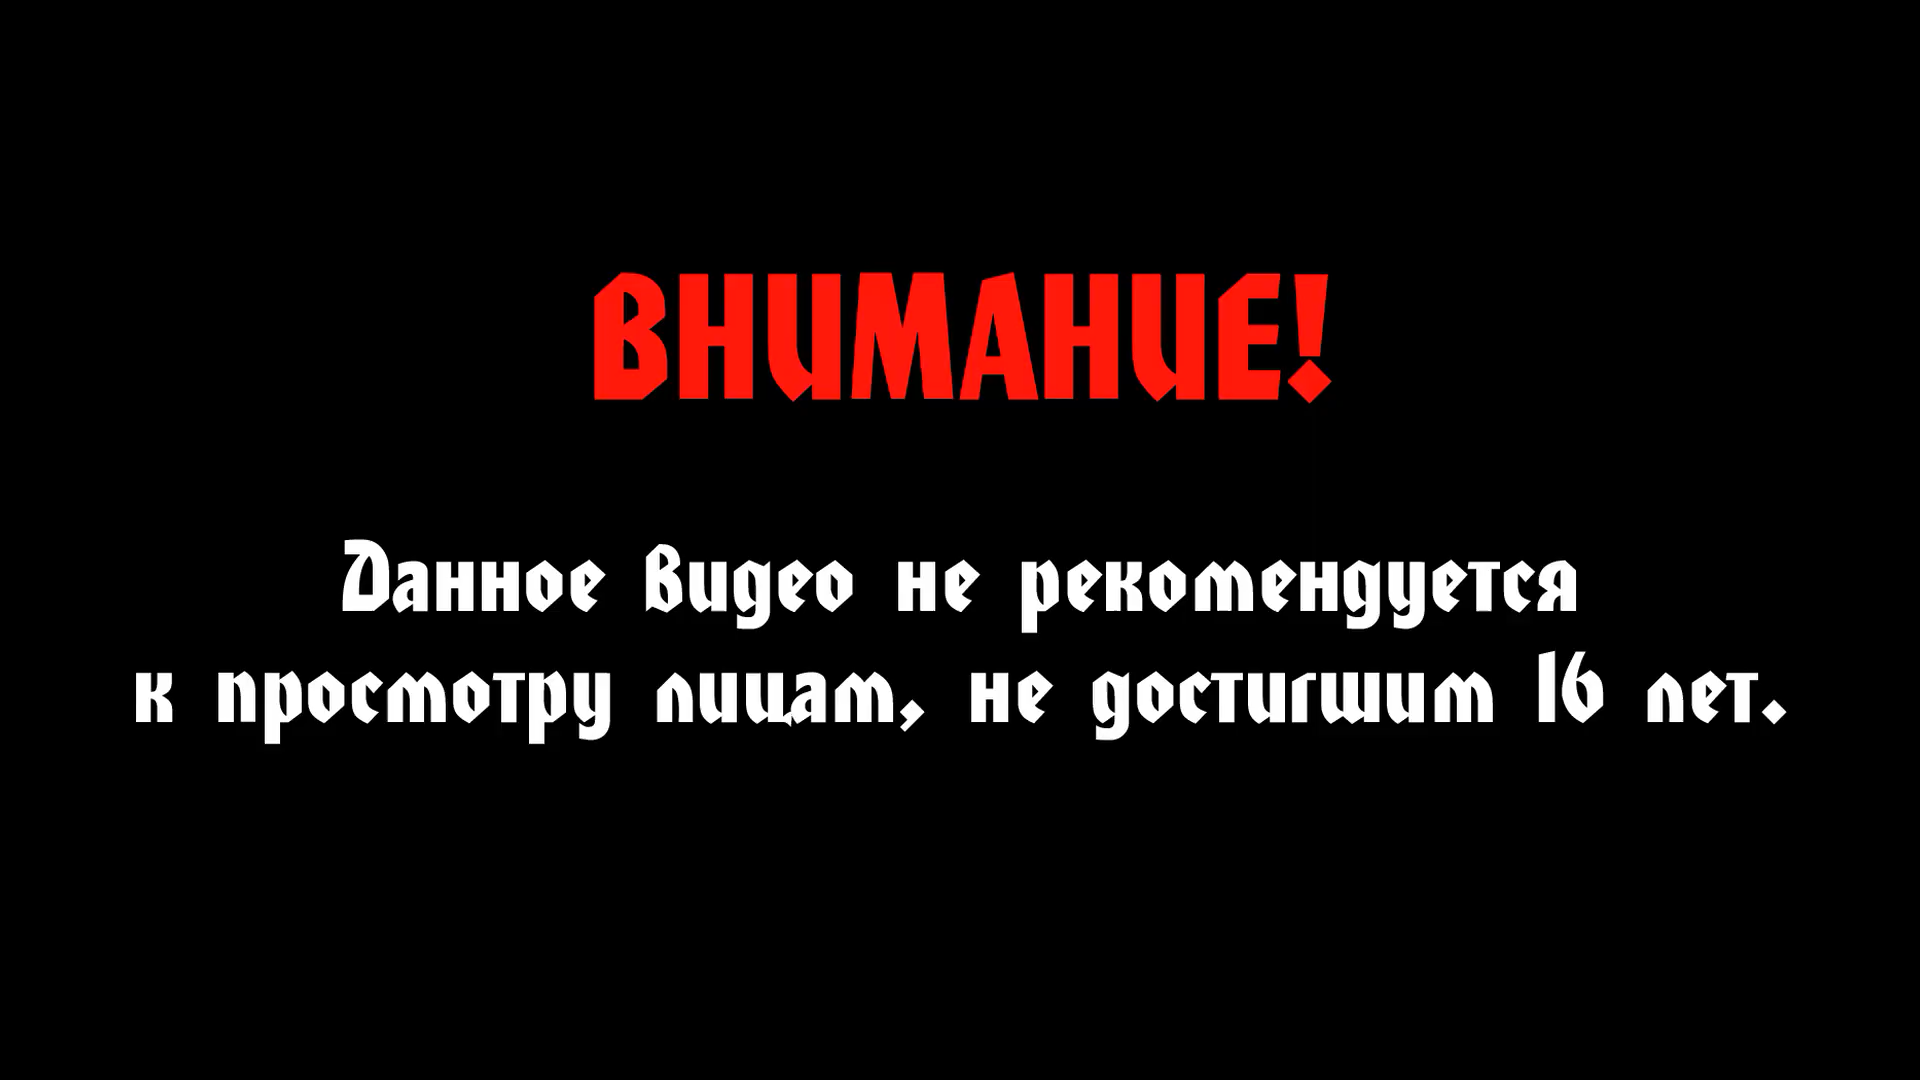 ВНИМАНИЕ!
Данное видео не рекомендуется
к просмотру лицам, не достигшим 16 лет.